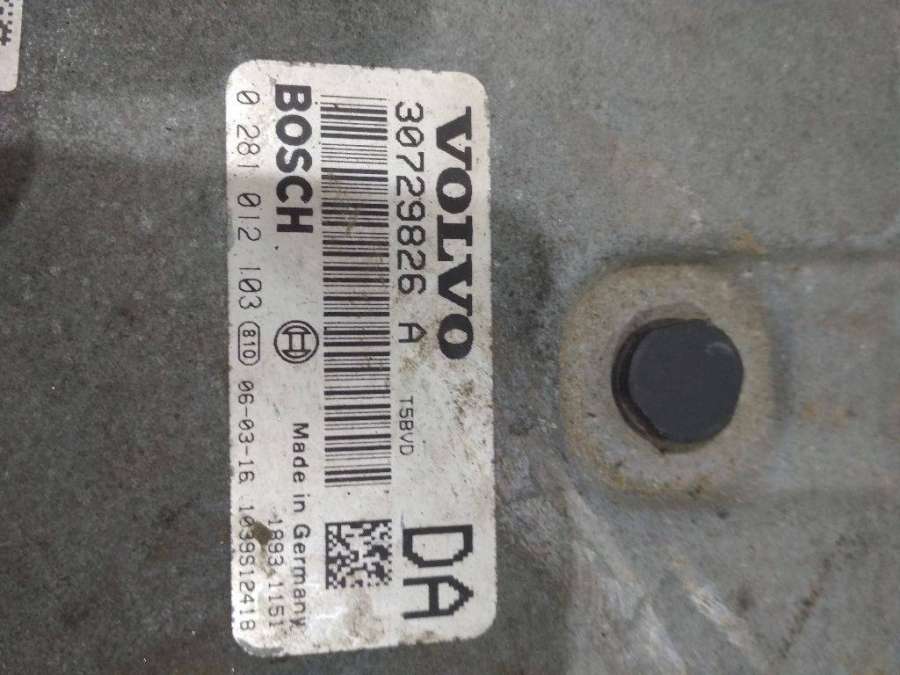 VOLVO
30729826 A T5BVD DA
BOSCH Made in Germany
1893 1151
0 281 012 103 810 06-03-16 1039S12418